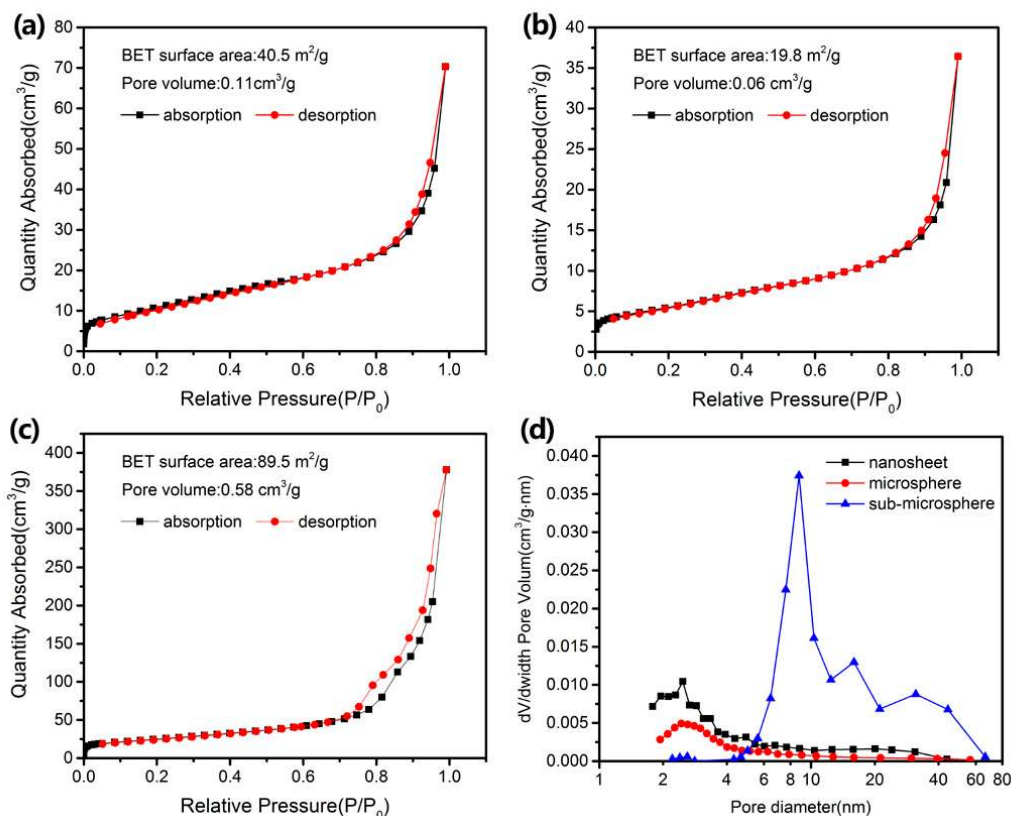 (a)
80
70
60
50
40
30
20
10
0
BET surface area:40.5 m²/g
Pore volume:0.11cm³/g
absorption desorption
Quantity Absorbed(cm³/g)
0.0 0.2 0.4 0.6 0.8 1.0
Relative Pressure(P/P₀)
(b)
40
35
30
25
20
15
10
5
0
BET surface area:19.8 m²/g
Pore volume:0.06 cm³/g
absorption desorption
Quantity Absorbed(cm³/g)
0.0 0.2 0.4 0.6 0.8 1.0
Relative Pressure(P/P₀)
(c)
400
350
300
250
200
150
100
50
0
BET surface area:89.5 m²/g
Pore volume:0.58 cm³/g
absorption desorption
Quantity Absorbed(cm³/g)
0.0 0.2 0.4 0.6 0.8 1.0
Relative Pressure(P/P₀)
(d)
0.040
0.035
0.030
0.025
0.020
0.015
0.010
0.005
0.000
nanosheet
microsphere
sub-microsphere
dV/dwidth Pore Volum(cm³/g·nm)
1 2 4 6 8 10 20 40 60 80
Pore diameter(nm)